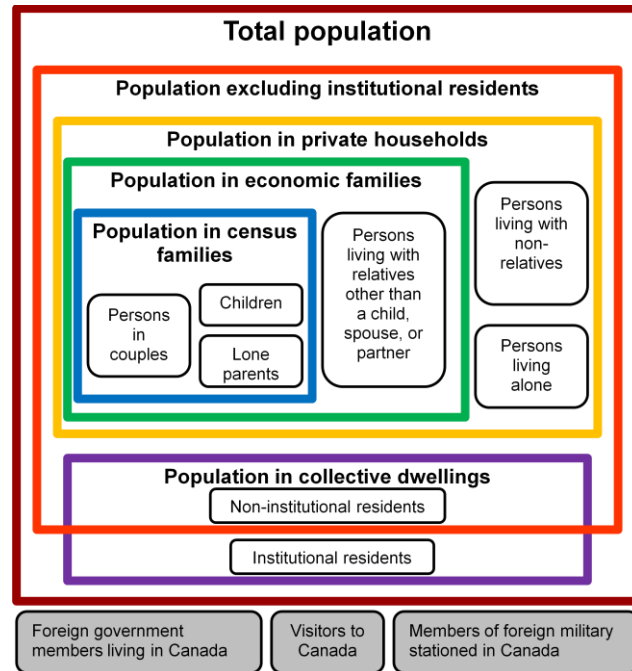 Total population
Population excluding institutional residents
Population in private households
Population in economic families
Population in census
families
Persons
in
couples
Children
Lone
parents
Persons
living with
relatives
other than
a child,
spouse, or
partner
Persons
living with
non-
relatives
Persons
living
alone
Population in collective dwellings
Non-institutional residents
Institutional residents
Foreign government
members living in Canada
Visitors to
Canada
Members of foreign military
stationed in Canada